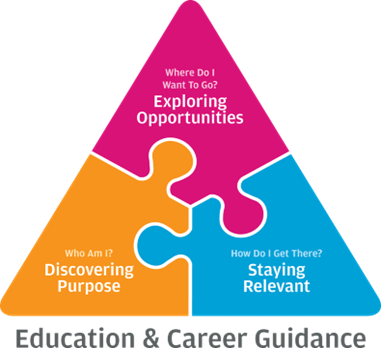 Where Do I
Want To Go?
Exploring
Opportunities
Who Am I?
Discovering
Purpose
How Do I Get There?
Staying
Relevant
Education & Career Guidance